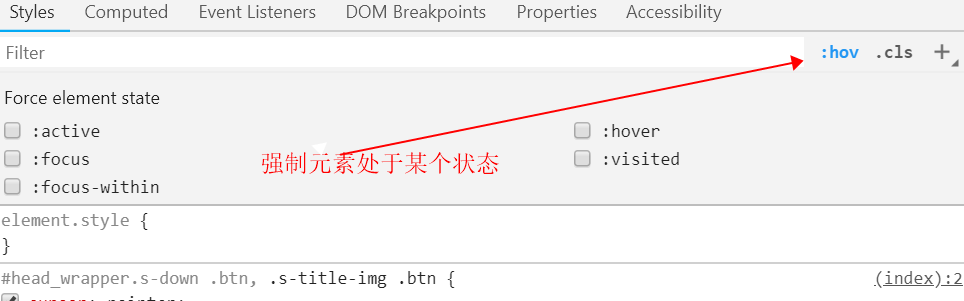 Styles Computed Event Listeners DOM Breakpoints Properties Accessibility
Filter :hov .cls +
Force element state
:active :hover
:focus :visited
强制元素处于某个状态
:focus-within
element.style {
}
#head_wrapper.s-down .btn, .s-title-img .btn { (index):2
cursor: pointer;